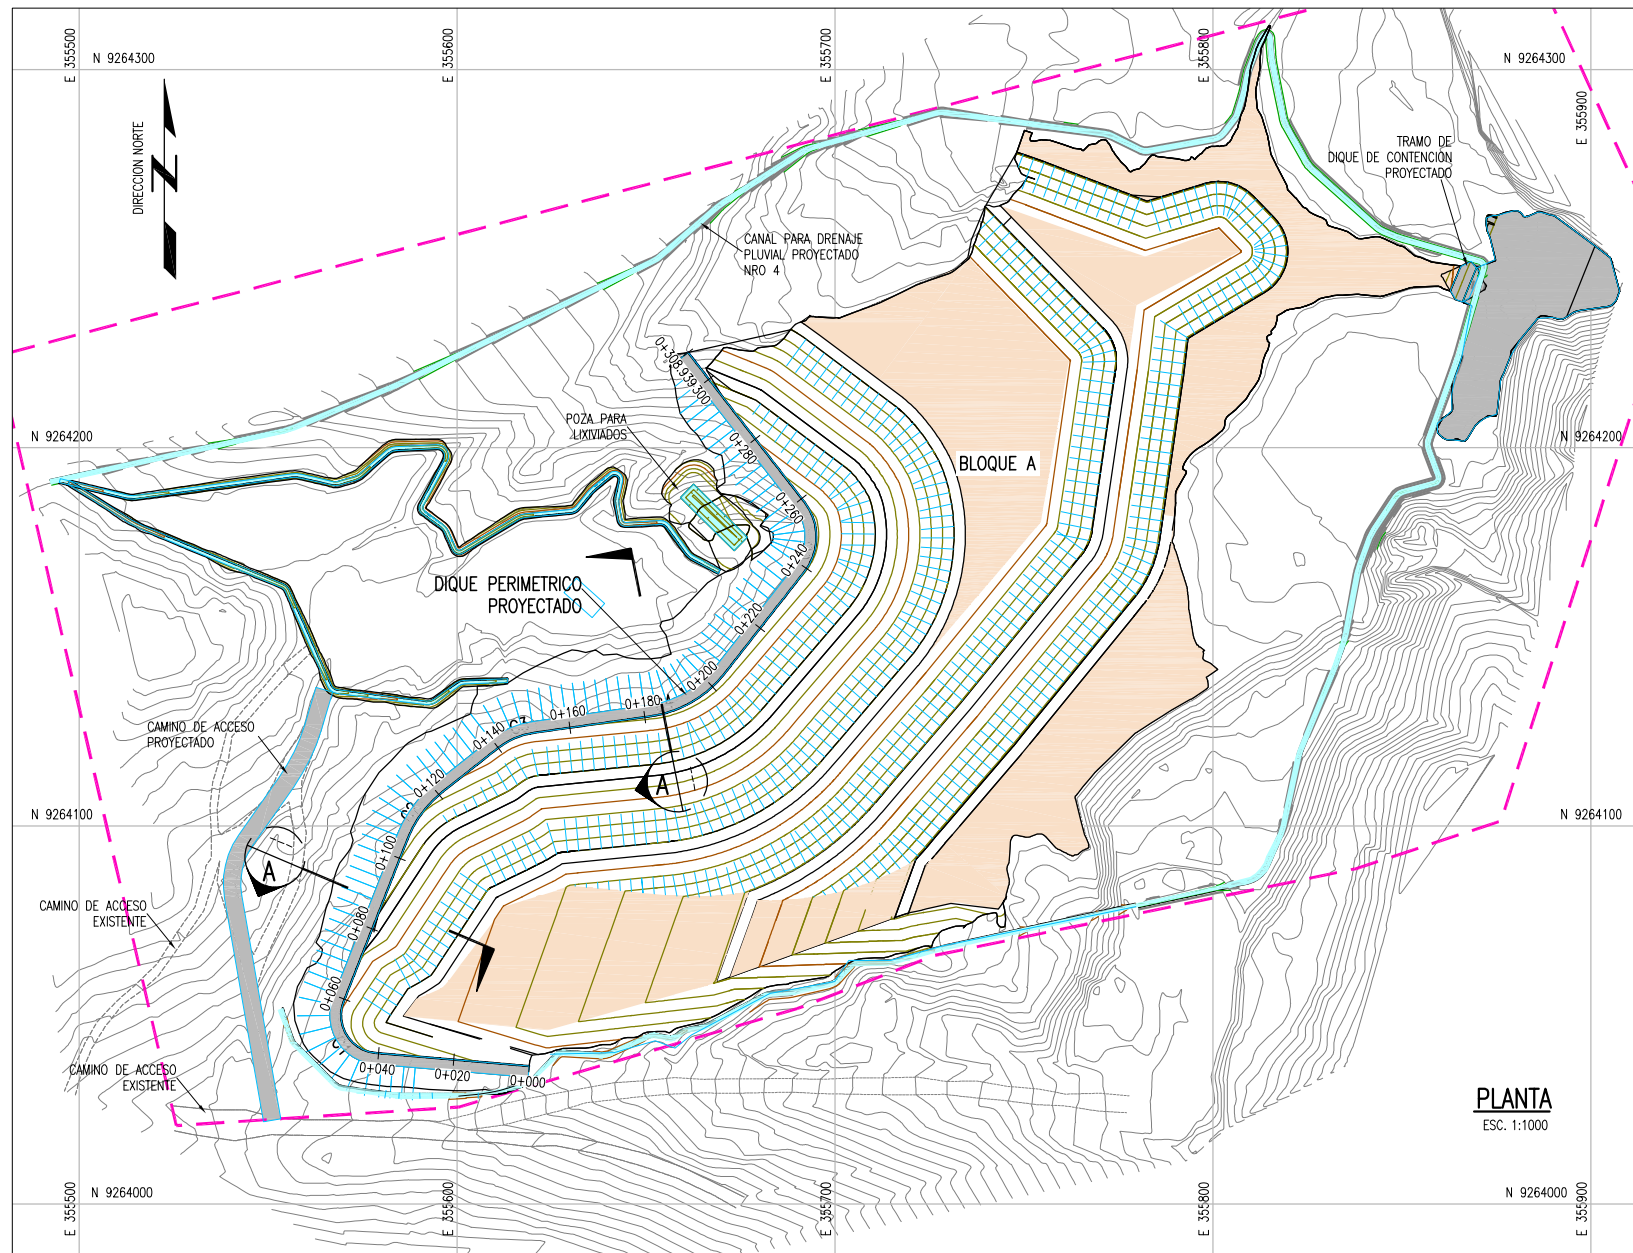 E 355500
N 9264300
E 355600
E 355700
E 355800
N 9264300
E 355900
DIRECCION NORTE
N
TRAMO DE
DIQUE DE CONTENCIÓN
PROYECTADO
CANAL PARA DRENAJE
PLUVIAL PROYECTADO
NRO 4
0+308.939300
POZA PARA
LIXIVIADOS
N 9264200
N 9264200
0+280
BLOQUE A
0+260
0+240
DIQUE PERIMETRICO
PROYECTADO
0+220
0+200
0+180
0+160
0+140
CAMINO DE ACCESO
PROYECTADO
0+120
A
N 9264100
N 9264100
0+100
A
CAMINO DE ACCESO
EXISTENTE
0+080
0+060
0+040
0+020
0+000
CAMINO DE ACCESO
EXISTENTE
PLANTA
ESC. 1:1000
E 355500
N 9264000
E 355600
E 355700
E 355800
N 9264000
E 355900